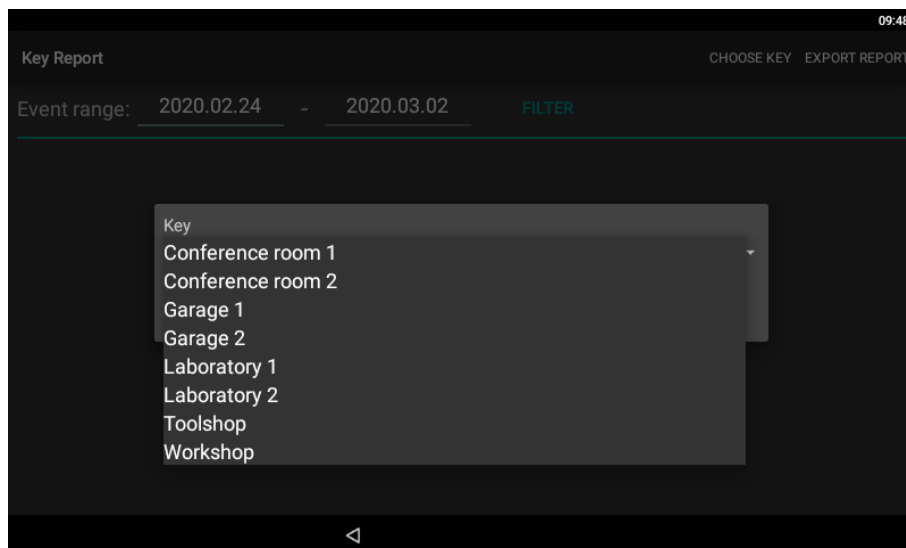 09:48
Key Report CHOOSE KEY EXPORT REPORT
Event range: 2020.02.24 - 2020.03.02 FILTER
Key
Conference room 1
Conference room 2
Garage 1
Garage 2
Laboratory 1
Laboratory 2
Toolshop
Workshop